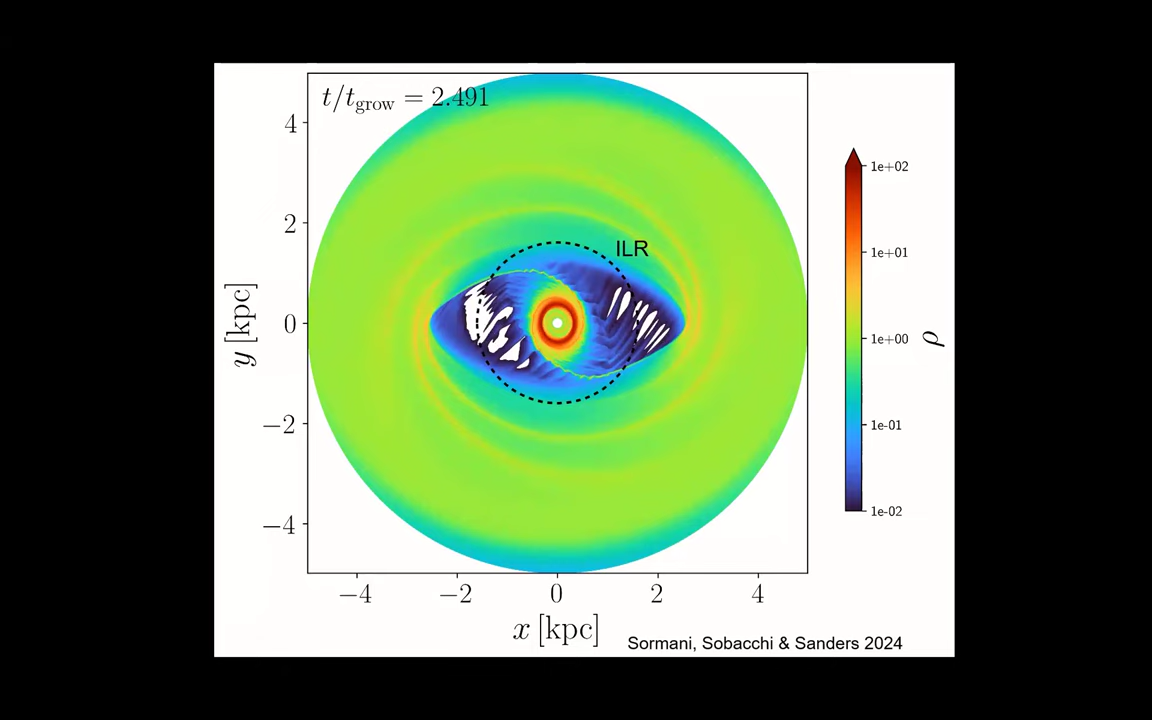 t/t_grow = 2.491
ILR
4
2
0
−2
−4
y [kpc]
−4 −2 0 2 4
x [kpc]
1e+02
1e+01
1e+00
1e-01
1e-02
ρ
Sormani, Sobacchi & Sanders 2024